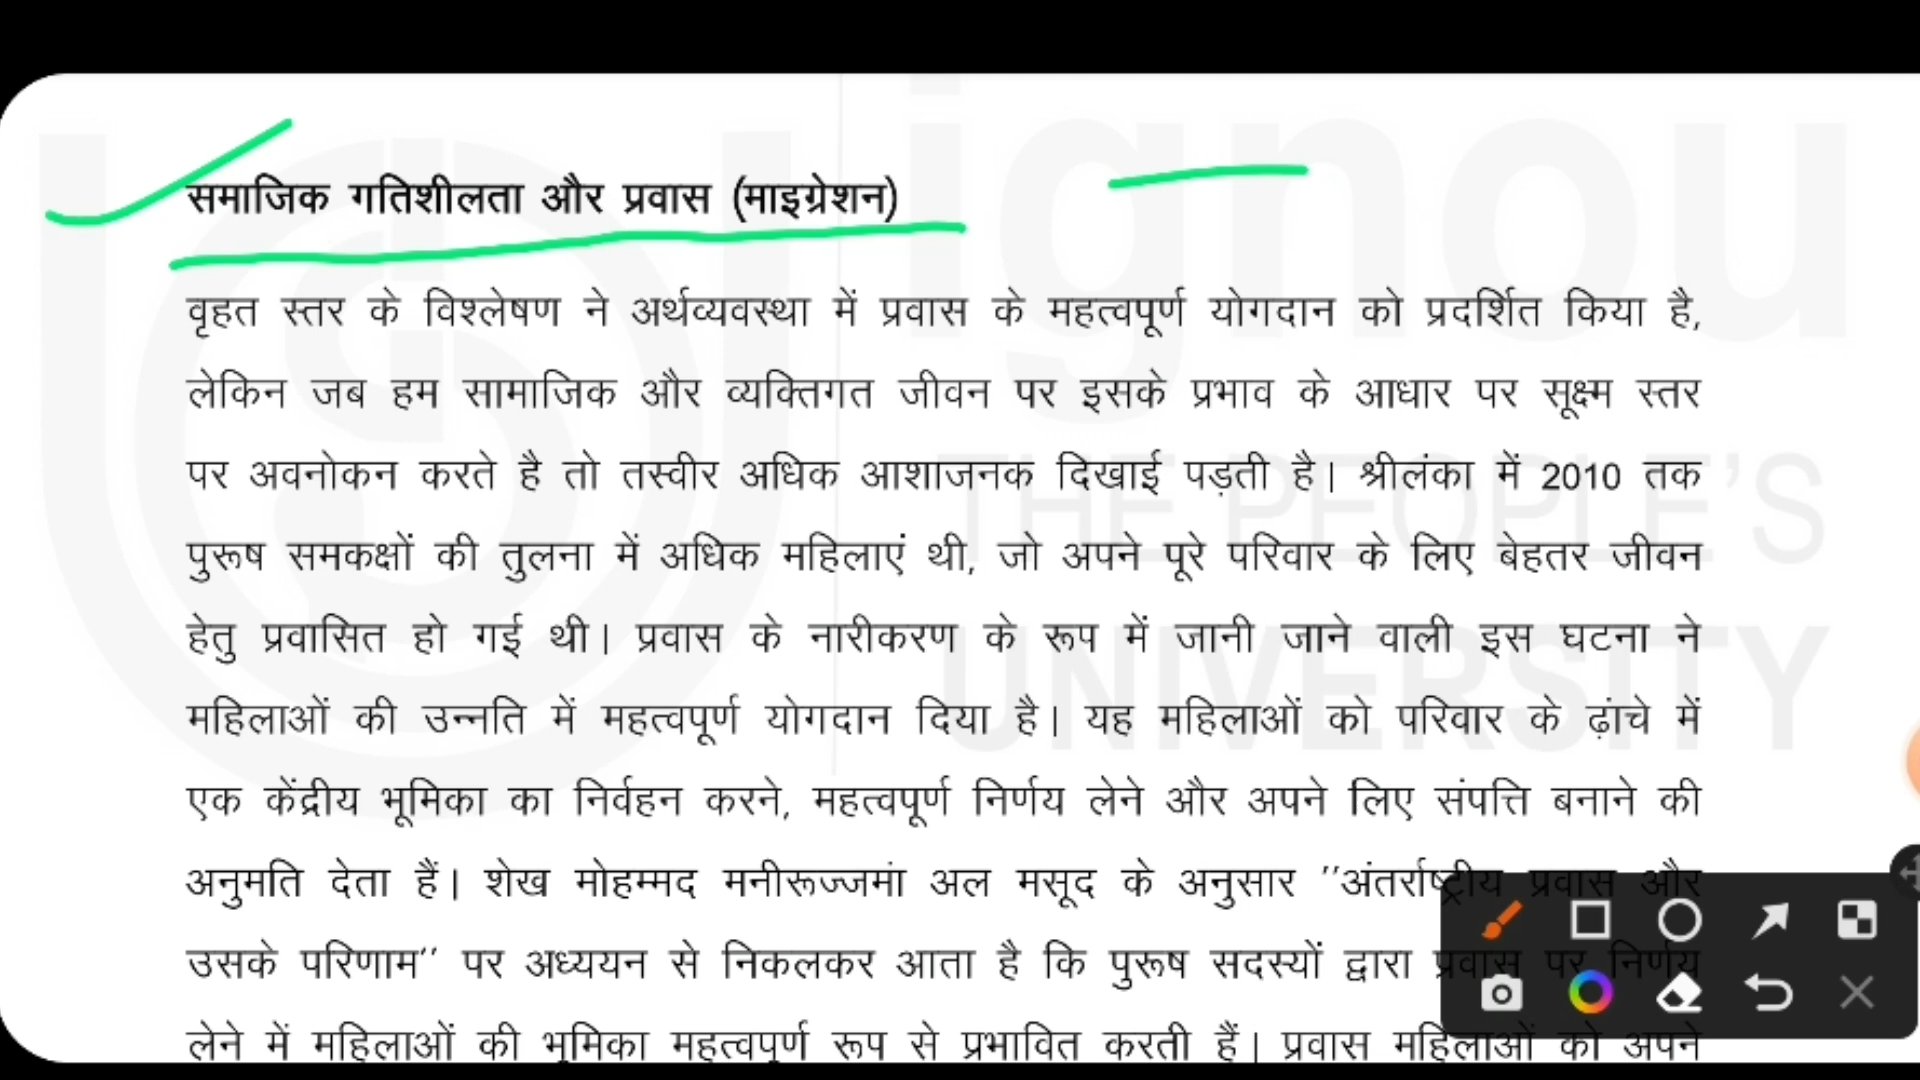 ignou
THE PEOPLE'S
UNIVERSITY
समाजिक गतिशीलता और प्रवास (माइग्रेशन)
वृहत स्तर के विश्लेषण ने अर्थव्यवस्था में प्रवास के महत्वपूर्ण योगदान को प्रदर्शित किया है,
लेकिन जब हम सामाजिक और व्यक्तिगत जीवन पर इसके प्रभाव के आधार पर सूक्ष्म स्तर
पर अवनोकन करते है तो तस्वीर अधिक आशाजनक दिखाई पड़ती है। श्रीलंका में 2010 तक
पुरूष समकक्षों की तुलना में अधिक महिलाएं थी, जो अपने पूरे परिवार के लिए बेहतर जीवन
हेतु प्रवासित हो गई थी। प्रवास के नारीकरण के रूप में जानी जाने वाली इस घटना ने
महिलाओं की उन्नति में महत्वपूर्ण योगदान दिया है। यह महिलाओं को परिवार के ढ़ांचे में
एक केंद्रीय भूमिका का निर्वहन करने, महत्वपूर्ण निर्णय लेने और अपने लिए संपत्ति बनाने की
अनुमति देता हैं। शेख मोहम्मद मनीरूज्जमां अल मसूद के अनुसार ''अंतर्राष्ट्रीय प्रवास और
उसके परिणाम'' पर अध्ययन से निकलकर आता है कि पुरूष सदस्यों द्वारा प्रवास पर निर्णय
लेने में महिलाओं की भूमिका महत्वपूर्ण रूप से प्रभावित करती हैं। प्रवास महिलाओं को अपने